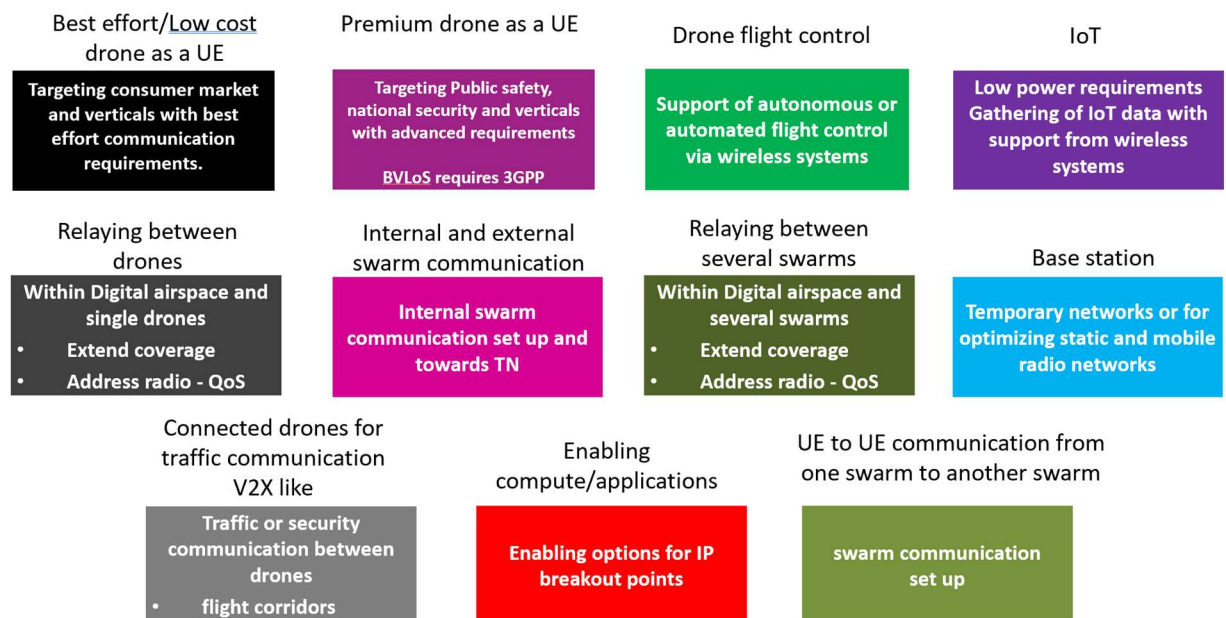 Best effort/Low cost
drone as a UE
Targeting consumer market
and verticals with best
effort communication
requirements.
Premium drone as a UE
Targeting Public safety,
national security and verticals
with advanced requirements
BVLoS requires 3GPP
Drone flight control
Support of autonomous or
automated flight control
via wireless systems
IoT
Low power requirements
Gathering of IoT data with
support from wireless
systems
Relaying between
drones
Within Digital airspace and
single drones
• Extend coverage
• Address radio - QoS
Internal and external
swarm communication
Internal swarm
communication set up and
towards TN
Relaying between
several swarms
Within Digital airspace and
several swarms
• Extend coverage
• Address radio - QoS
Base station
Temporary networks or for
optimizing static and mobile
radio networks
Connected drones for
traffic communication
V2X like
Traffic or security
communication between
drones
• flight corridors
Enabling
compute/applications
Enabling options for IP
breakout points
UE to UE communication from
one swarm to another swarm
swarm communication
set up